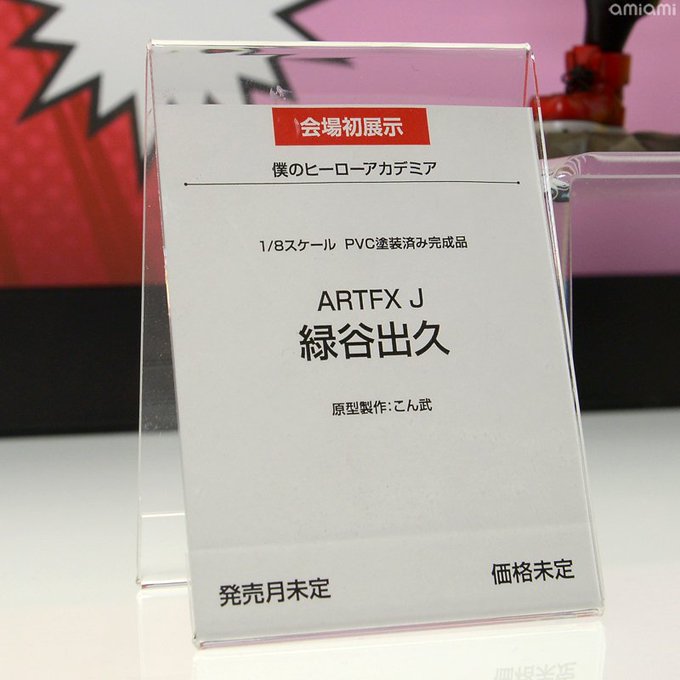 amiami
会場初展示
僕のヒーローアカデミア
1/8スケール PVC塗装済み完成品
ARTFX J
緑谷出久
原型製作:こん武
発売月未定
価格未定